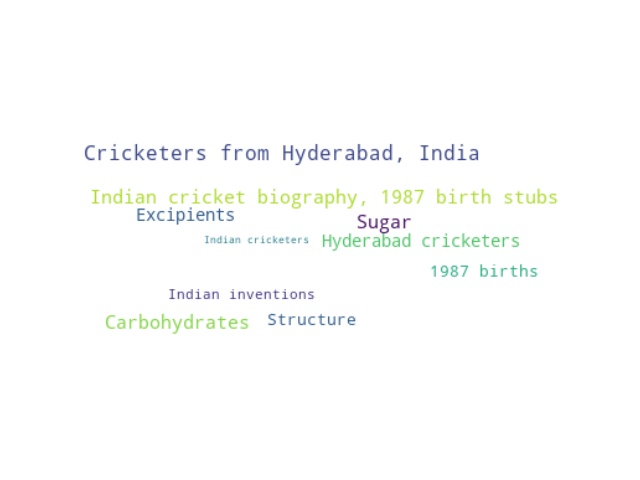 Cricketers from Hyderabad, India
Indian cricket biography, 1987 birth stubs
Excipients
Sugar
Indian cricketers
Hyderabad cricketers
1987 births
Indian inventions
Carbohydrates
Structure